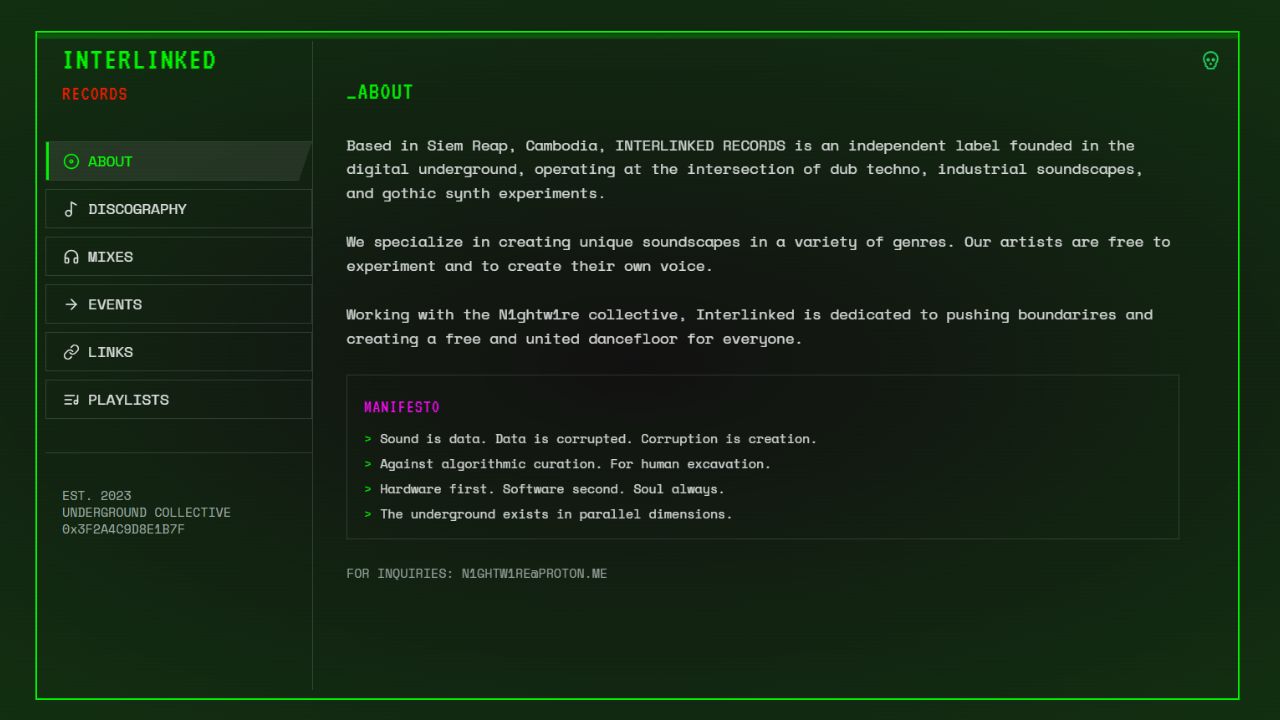 INTERLINKED
RECORDS
ABOUT
DISCOGRAPHY
MIXES
EVENTS
LINKS
PLAYLISTS
EST. 2023
UNDERGROUND COLLECTIVE
0x3F2A4C9D8E1B7F
_ABOUT
Based in Siem Reap, Cambodia, INTERLINKED RECORDS is an independent label founded in the
digital underground, operating at the intersection of dub techno, industrial soundscapes,
and gothic synth experiments.
We specialize in creating unique soundscapes in a variety of genres. Our artists are free to
experiment and to create their own voice.
Working with the N1ghtw1re collective, Interlinked is dedicated to pushing boundarires and
creating a free and united dancefloor for everyone.
MANIFESTO
> Sound is data. Data is corrupted. Corruption is creation.
> Against algorithmic curation. For human excavation.
> Hardware first. Software second. Soul always.
> The underground exists in parallel dimensions.
FOR INQUIRIES: N1GHTW1RE@PROTON.ME